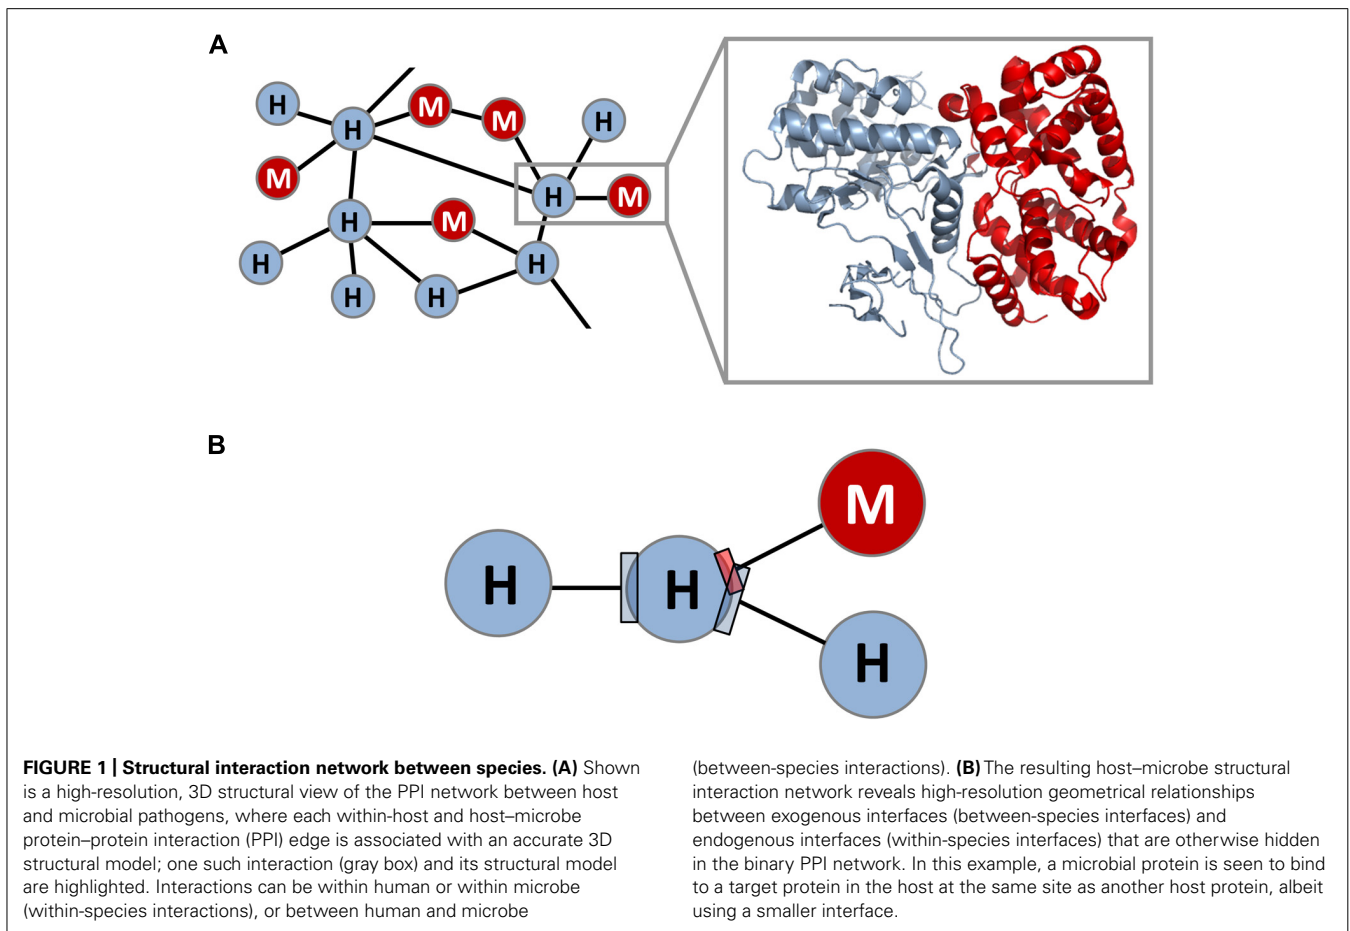 A
H
M
M
H
H
M
H
M
H
M
H
H
H
H
B
M
H
H
H
FIGURE 1 | Structural interaction network between species. (A) Shown
is a high-resolution, 3D structural view of the PPI network between host
and microbial pathogens, where each within-host and host–microbe
protein–protein interaction (PPI) edge is associated with an accurate 3D
structural model; one such interaction (gray box) and its structural model
are highlighted. Interactions can be within human or within microbe
(within-species interactions), or between human and microbe
(between-species interactions). (B) The resulting host–microbe structural
interaction network reveals high-resolution geometrical relationships
between exogenous interfaces (between-species interfaces) and
endogenous interfaces (within-species interfaces) that are otherwise hidden
in the binary PPI network. In this example, a microbial protein is seen to bind
to a target protein in the host at the same site as another host protein, albeit
using a smaller interface.